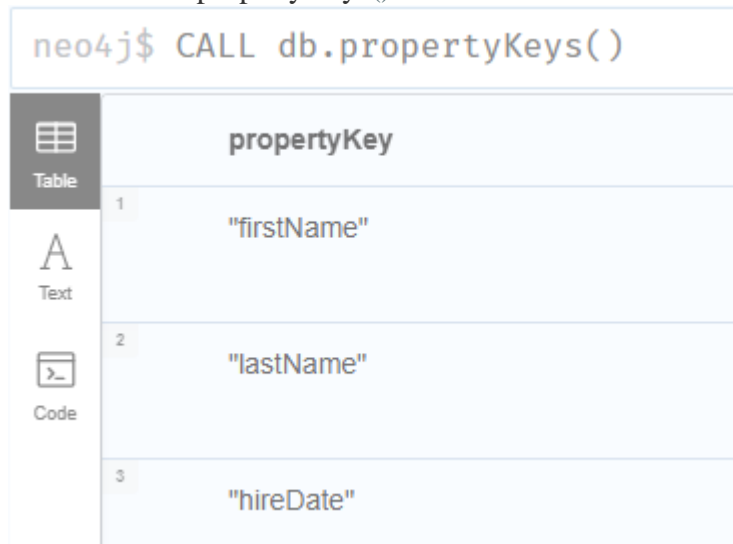 neo4j$ CALL db.propertyKeys()
Table
propertyKey
1
"firstName"
A
Text
2
"lastName"
>_
Code
3
"hireDate"